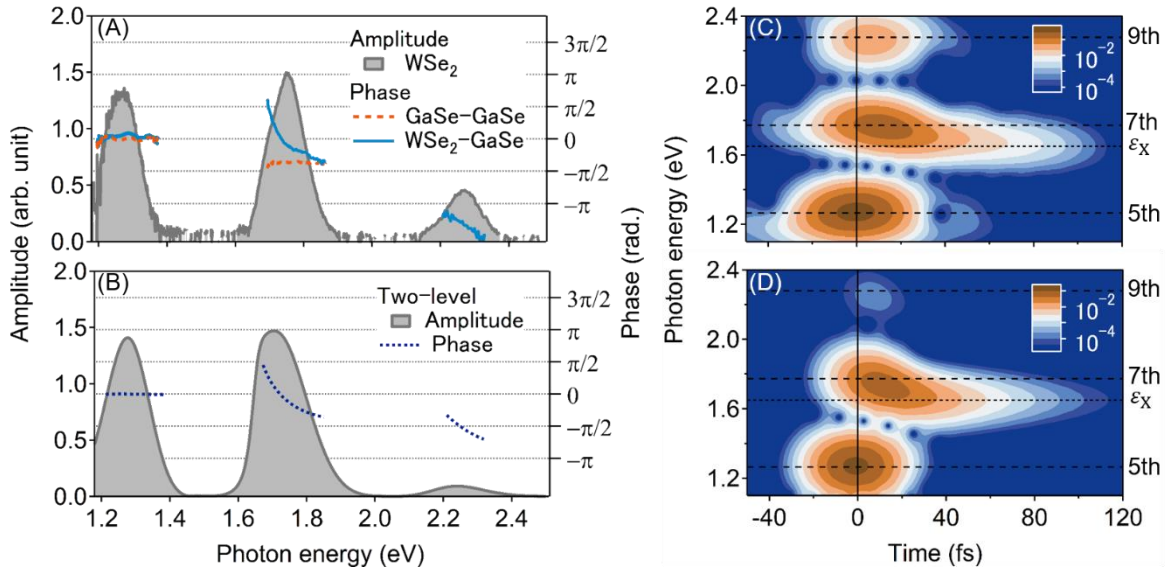 (A)
Amplitude
WSe2
Phase
GaSe-GaSe
WSe2-GaSe
2.0
1.5
1.0
0.5
0.0
3π/2
π
π/2
0
−π/2
−π
(B)
Two-level
Amplitude
Phase
2.0
1.5
1.0
0.5
0.0
3π/2
π
π/2
0
−π/2
−π
1.2 1.4 1.6 1.8 2.0 2.2 2.4
Photon energy (eV)
Amplitude (arb. unit)
Phase (rad.)
(C)
10−2
10−4
2.4
2.0
1.6
1.2
9th
7th
εX
5th
(D)
10−2
10−4
2.4
2.0
1.6
1.2
9th
7th
εX
5th
-40 0 40 80 120
Time (fs)
Photon energy (eV)